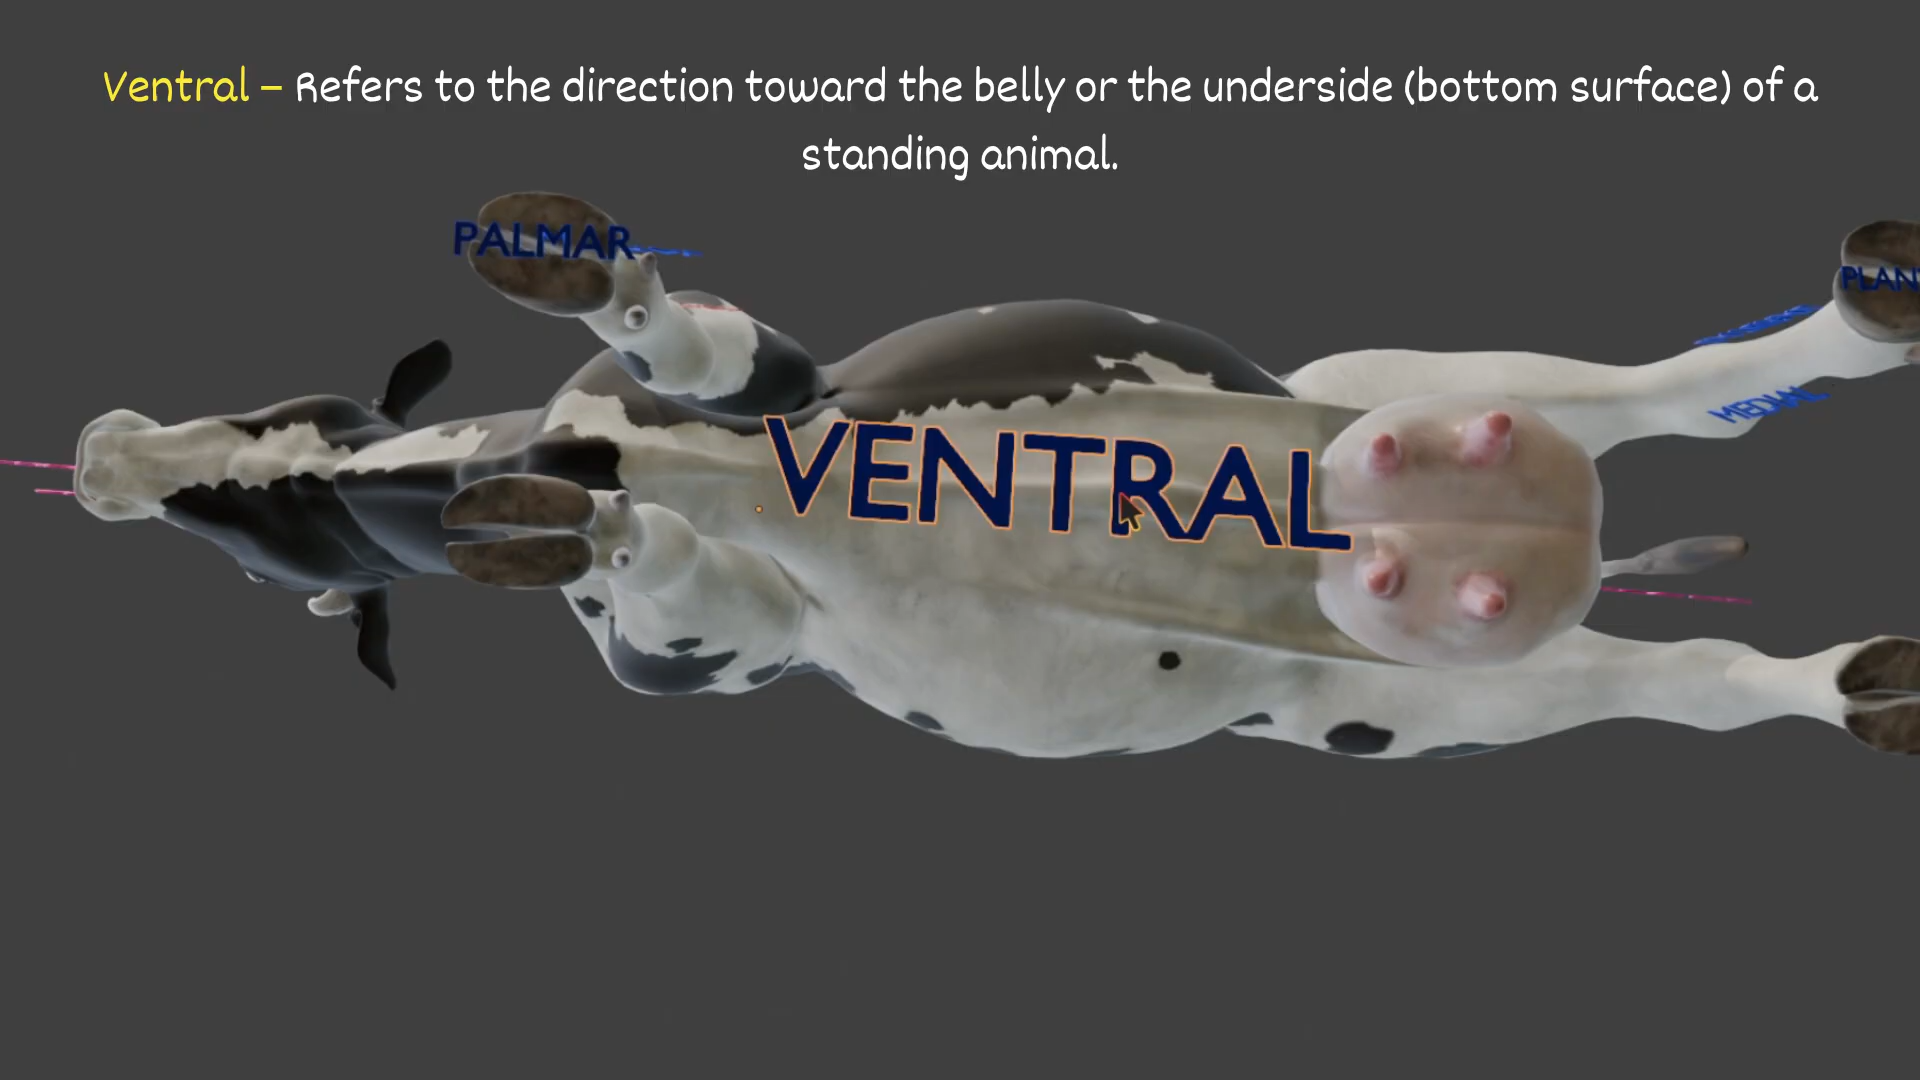 Ventral – Refers to the direction toward the belly or the underside (bottom surface) of a
standing animal.
PALMAR
PLAN
MEDIAL
VENTRAL